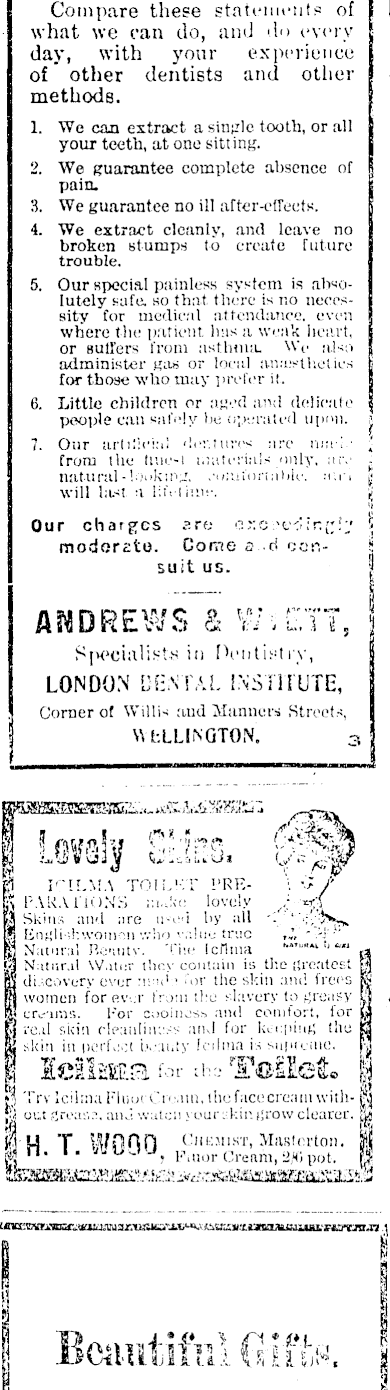 Compare these statements of
what we can do, and do every
day, with your experience
of other dentists and other
methods.
1. We can extract a single tooth, or all
your teeth, at one sitting.
2. We guarantee complete absence of
pain.
3. We guarantee no ill after-effects.
4. We extract cleanly, and leave no
broken stumps to create future
trouble.
5. Our special painless system is abso-
lutely safe, so that there is no neces-
sity for medical attendance, even
where the patient has a weak heart,
or suffers from asthma. We also
administer gas or local anæsthetics
for those who may prefer it.
6. Little children or aged and delicate
people can safely be operated upon.
7. Our artificial dentures are made
from the finest materials only, are
natural-looking, comfortable, and
will last a lifetime.
Our charges are exceedingly
moderate. Come and con-
sult us.
ANDREWS & WYETT,
Specialists in Dentistry,
LONDON DENTAL INSTITUTE,
Corner of Willis and Manners Streets,
WELLINGTON. 3
Lovely Skins.
ICILMA TOILET PRE-
PARATIONS make lovely
Skins and are used by all
Englishwomen who value true
Natural Beauty. The Icilma
Natural Water they contain is the greatest
discovery ever made for the skin and frees
women for ever from the slavery to greasy
creams. For coolness and comfort, for
real skin cleanliness and for keeping the
skin in perfect beauty Icilma is supreme.
THE
NATURAL
Icilma for the Toilet.
Try Icilma Fluor Cream, the face cream with-
out grease, and watch your skin grow clearer.
H. T. WOOD, CHEMIST, Masterton.
Fluor Cream, 2/6 pot.
Beautiful Gifts.